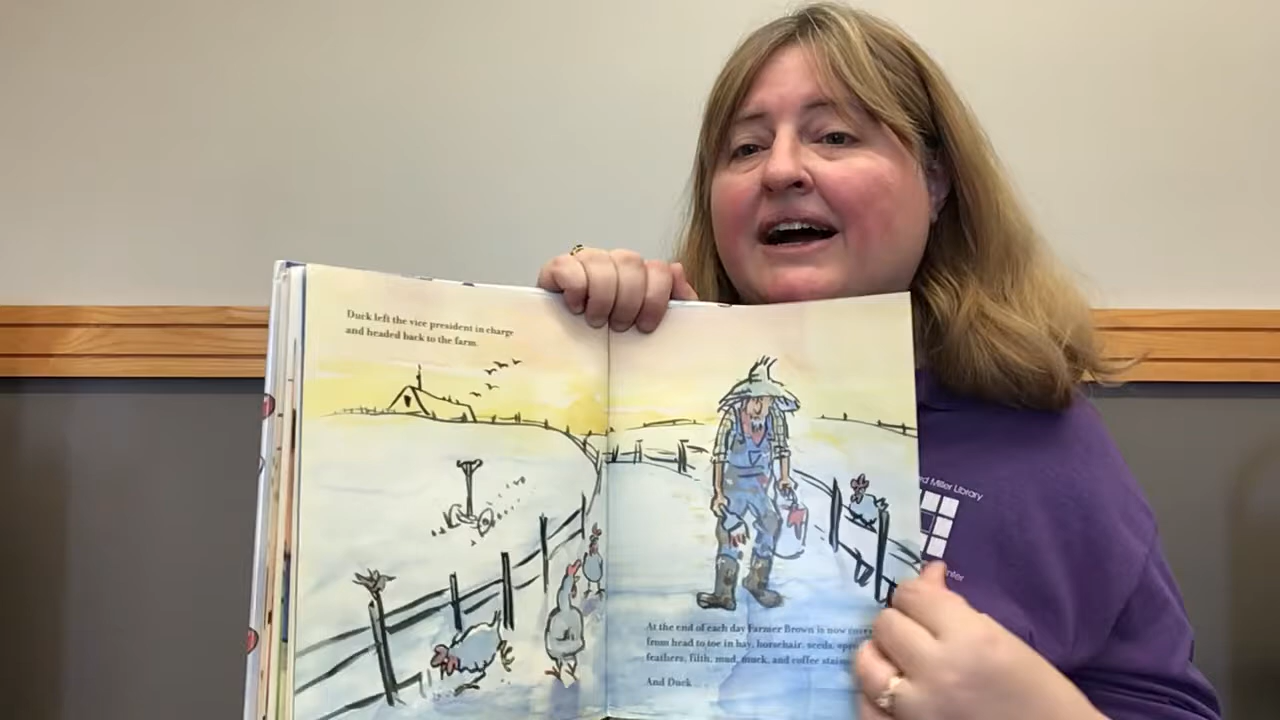 Duck left the vice president in charge
and headed back to the farm.
At the end of each day Farmer Brown is now
from head to toe in hay, horsehair, seeds,
feathers, filth, mud, muck, and coffee
And Duck
Miller Library